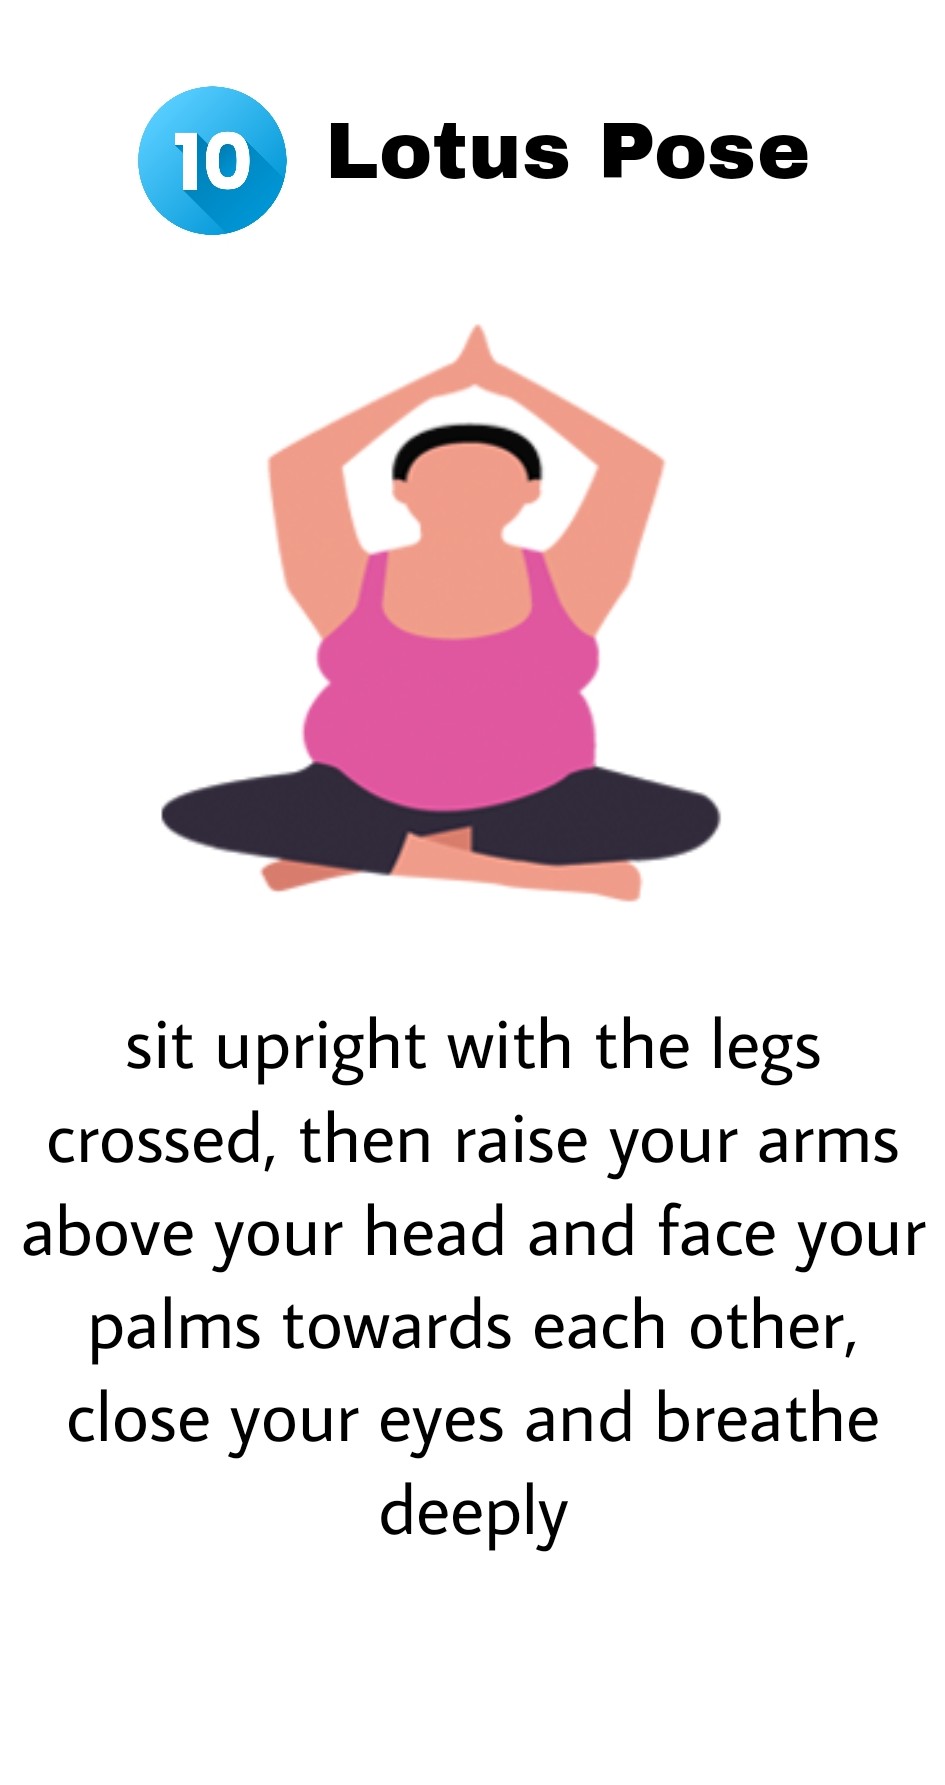 10 Lotus Pose
sit upright with the legs
crossed, then raise your arms
above your head and face your
palms towards each other,
close your eyes and breathe
deeply